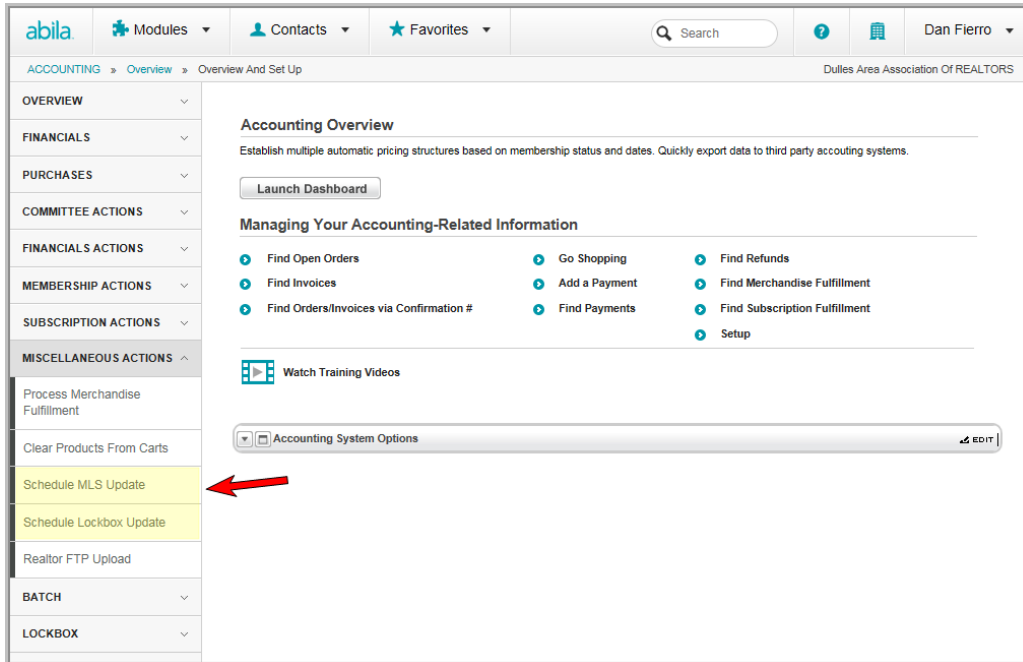 abila. Modules Contacts Favorites Search ? Dan Fierro
ACCOUNTING » Overview » Overview And Set Up Dulles Area Association Of REALTORS
OVERVIEW
FINANCIALS
PURCHASES
COMMITTEE ACTIONS
FINANCIALS ACTIONS
MEMBERSHIP ACTIONS
SUBSCRIPTION ACTIONS
MISCELLANEOUS ACTIONS
Process Merchandise
Fulfillment
Clear Products From Carts
Schedule MLS Update
Schedule Lockbox Update
Realtor FTP Upload
BATCH
LOCKBOX
Accounting Overview
Establish multiple automatic pricing structures based on membership status and dates. Quickly export data to third party accouting systems.
Launch Dashboard
Managing Your Accounting-Related Information
Find Open Orders Go Shopping Find Refunds
Find Invoices Add a Payment Find Merchandise Fulfillment
Find Orders/Invoices via Confirmation # Find Payments Find Subscription Fulfillment
Setup
Watch Training Videos
Accounting System Options EDIT